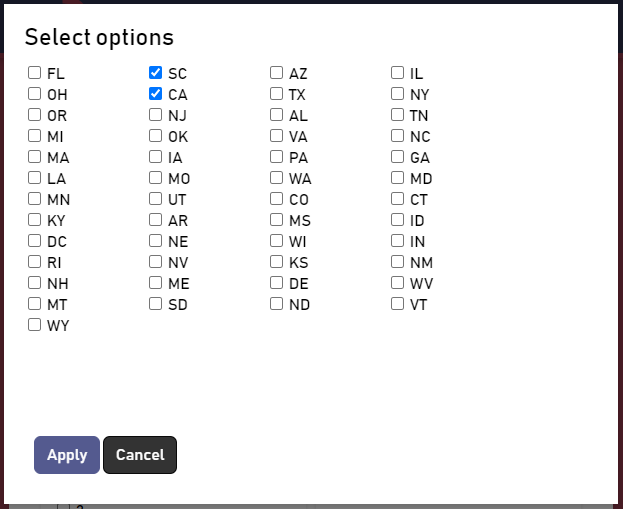 Select options
FL SC AZ IL
OH CA TX NY
OR NJ AL TN
MI OK VA NC
MA IA PA GA
LA MO WA MD
MN UT CO CT
KY AR MS ID
DC NE WI IN
RI NV KS NM
NH ME DE WV
MT SD ND VT
WY
Apply Cancel